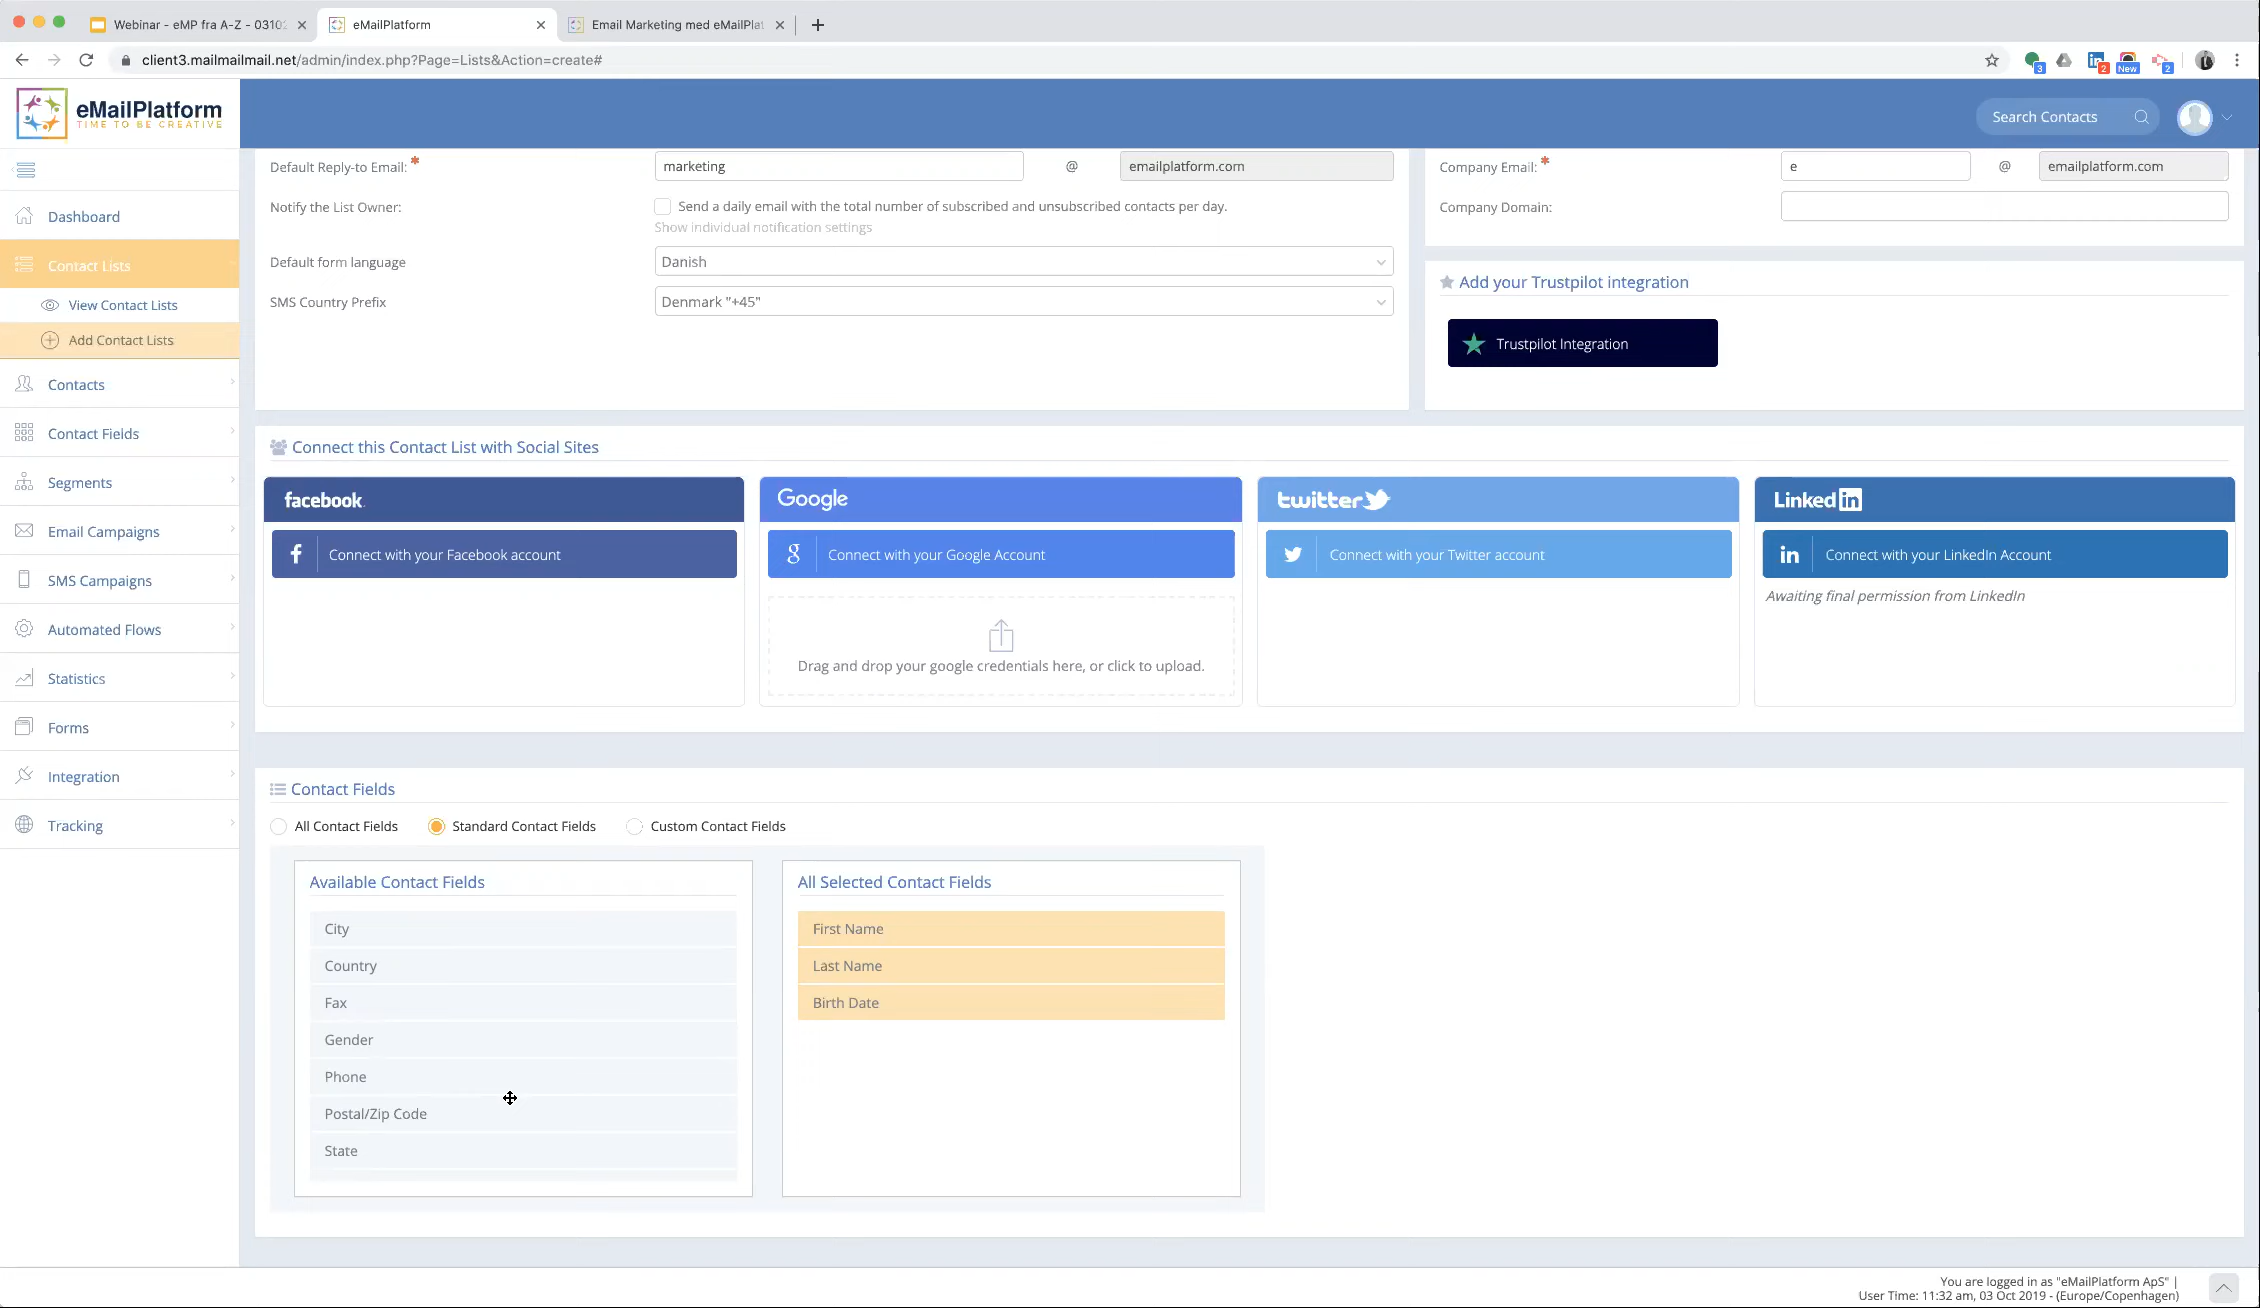 Webinar - eMP fra A-Z - 0310
eMailPlatform
Email Marketing med eMailPlat
client3.mailmailmail.net/admin/index.php?Page=Lists&Action=create#
3
2
New
2
eMailPlatform
TIME TO BE CREATIVE
Search Contacts
Dashboard
Contact Lists
View Contact Lists
Add Contact Lists
Contacts
Contact Fields
Segments
Email Campaigns
SMS Campaigns
Automated Flows
Statistics
Forms
Integration
Tracking
Default Reply-to Email: *
marketing
@
emailplatform.com
Notify the List Owner:
Send a daily email with the total number of subscribed and unsubscribed contacts per day.
Show individual notification settings
Default form language
Danish
SMS Country Prefix
Denmark "+45"
Company Email: *
e
@
emailplatform.com
Company Domain:
Add your Trustpilot integration
Trustpilot Integration
Connect this Contact List with Social Sites
facebook.
f
Connect with your Facebook account
Google
g
Connect with your Google Account
Drag and drop your google credentials here, or click to upload.
twitter
Connect with your Twitter account
Linked in
in
Connect with your LinkedIn Account
Awaiting final permission from LinkedIn
Contact Fields
All Contact Fields
Standard Contact Fields
Custom Contact Fields
Available Contact Fields
City
Country
Fax
Gender
Phone
Postal/Zip Code
State
All Selected Contact Fields
First Name
Last Name
Birth Date
You are logged in as "eMailPlatform ApS" |
User Time: 11:32 am, 03 Oct 2019 - (Europe/Copenhagen)